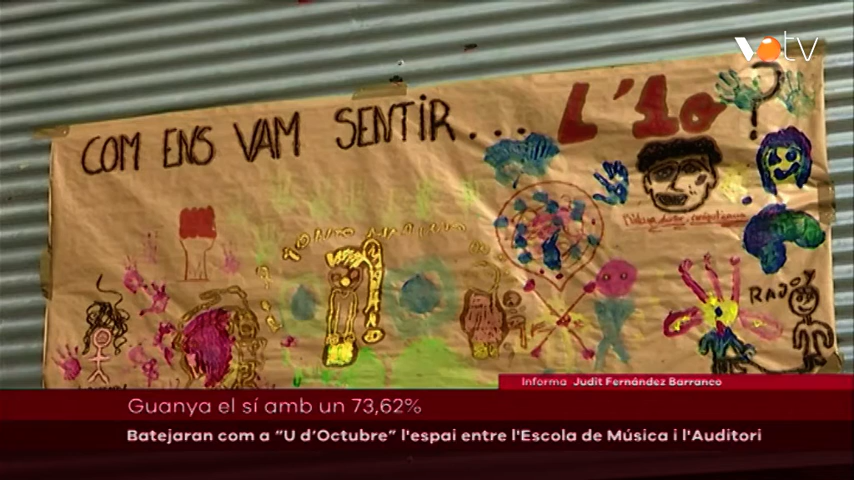 votv
COM ENS VAM SENTIR... L'1O ?
RAJOY
Informa Judit Fernández Barranco
Guanya el sí amb un 73,62%
Batejaran com a “U d’Octubre” l'espai entre l'Escola de Música i l'Auditori